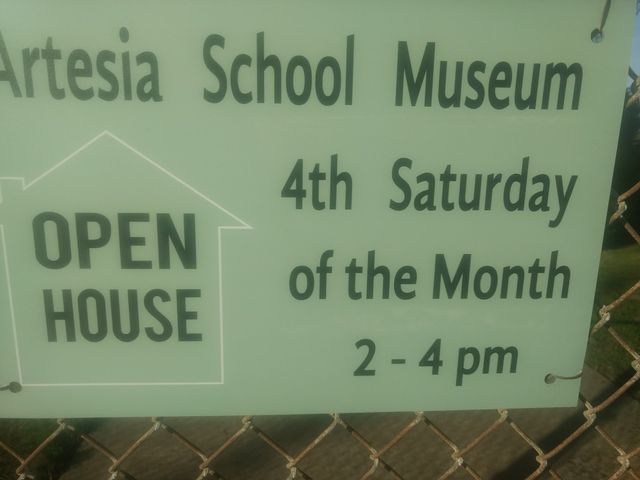 Artesia School Museum
OPEN
HOUSE
4th Saturday
of the Month
2 - 4 pm